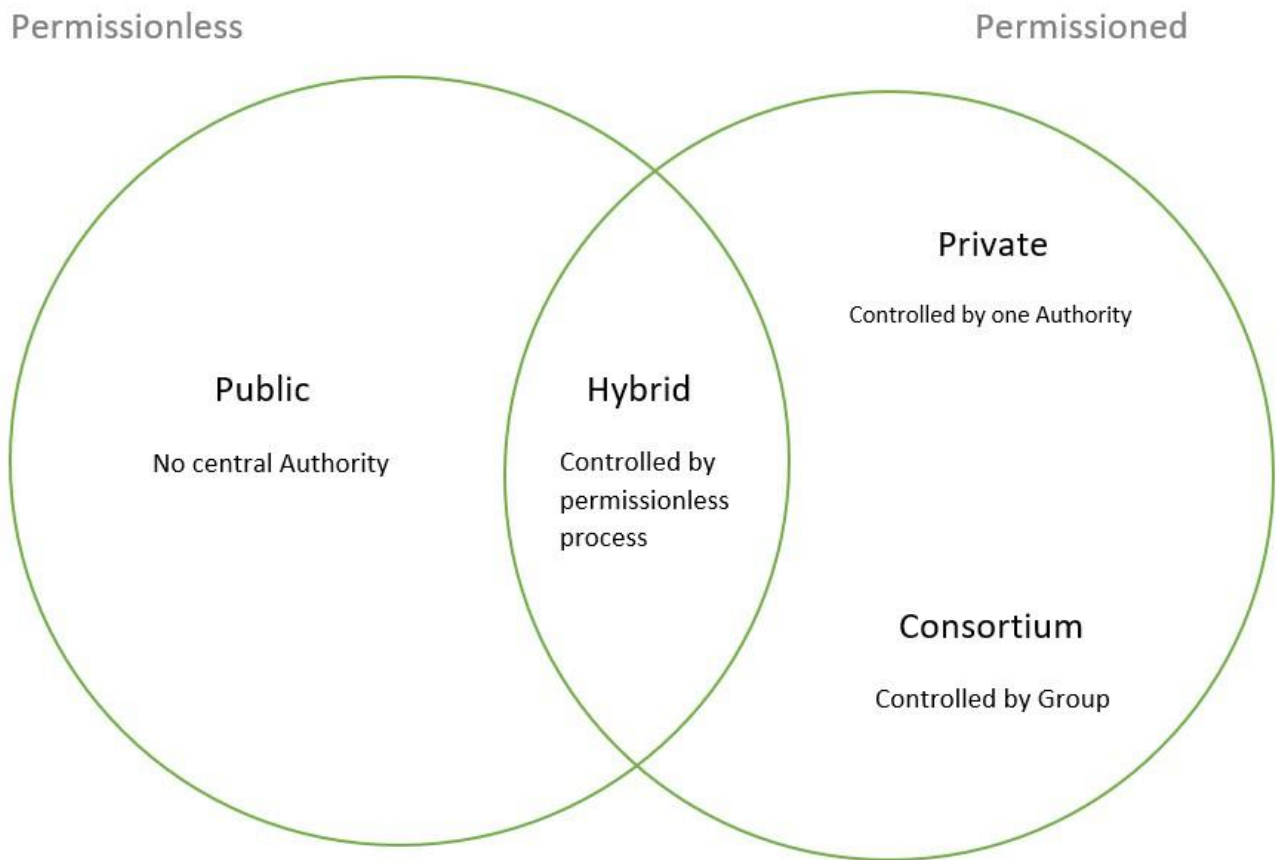 Permissionless
Permissioned
Public
No central Authority
Hybrid
Controlled by
permissionless
process
Private
Controlled by one Authority
Consortium
Controlled by Group